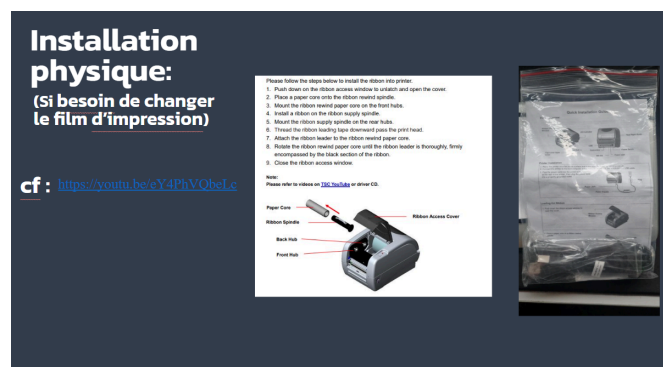 Installation
physique:
(Si besoin de changer
le film d’impression)
cf : https://youtu.be/eY4PhVQbeLc
Please follow the steps below to install the ribbon into printer.
1. Push down on the ribbon access window to unlatch and open the cover.
2. Place a paper core onto the ribbon rewind spindle.
3. Mount the ribbon rewind paper core on the front hubs.
4. Install a ribbon on the ribbon supply spindle.
5. Mount the ribbon supply spindle on the rear hubs.
6. Thread the ribbon leading tape downward pass the print head.
7. Attach the ribbon leader to the ribbon rewind paper core.
8. Rotate the ribbon rewind paper core until the ribbon leader is thoroughly, firmly
encompassed by the black section of the ribbon.
9. Close the ribbon access window.
Note:
Please refer to videos on TSC YouTube or driver CD.
Paper Core
Ribbon Access Cover
Ribbon Spindle
Back Hub
Front Hub
Quick Installation Guide